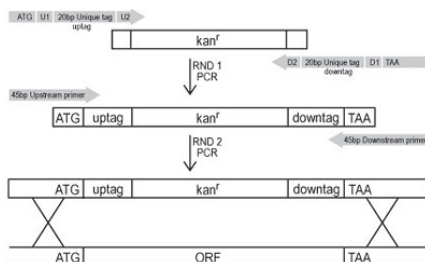 ATG U1 20bp Unique tag U2
uptag
kanʳ
RND 1
PCR
D2 20bp Unique tag D1 TAA
downtag
45bp Upstream primer
ATG uptag kanʳ downtag TAA
RND 2
PCR
45bp Downstream primer
ATG uptag kanʳ downtag TAA
ATG ORF TAA